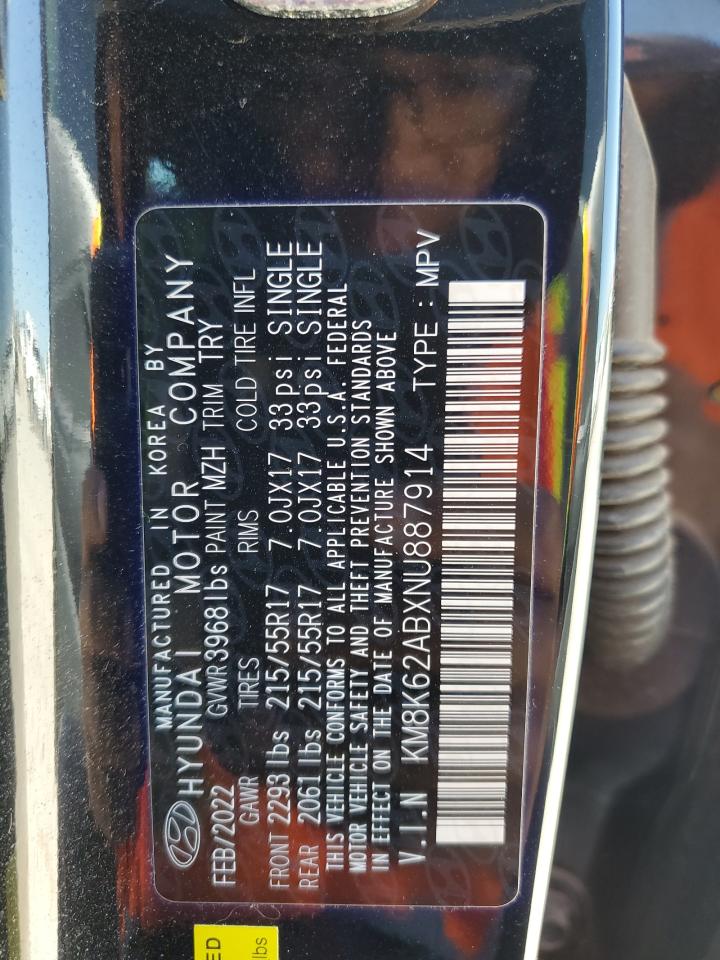 MANUFACTURED IN KOREA BY
HYUNDAI MOTOR COMPANY
FEB/2022 GVWR 3968lbs PAINT MZH TRIM TRY
GAWR TIRES RIMS COLD TIRE INFL
FRONT 2293 lbs 215/55R17 7.0JX17 33psi SINGLE
REAR 2061 lbs 215/55R17 7.0JX17 33psi SINGLE
THIS VEHICLE CONFORMS TO ALL APPLICABLE U.S.A. FEDERAL
MOTOR VEHICLE SAFETY AND THEFT PREVENTION STANDARDS
IN EFFECT ON THE DATE OF MANUFACTURE SHOWN ABOVE
V.I.N KM8K62ABXNU887914 TYPE : MPV
lbs